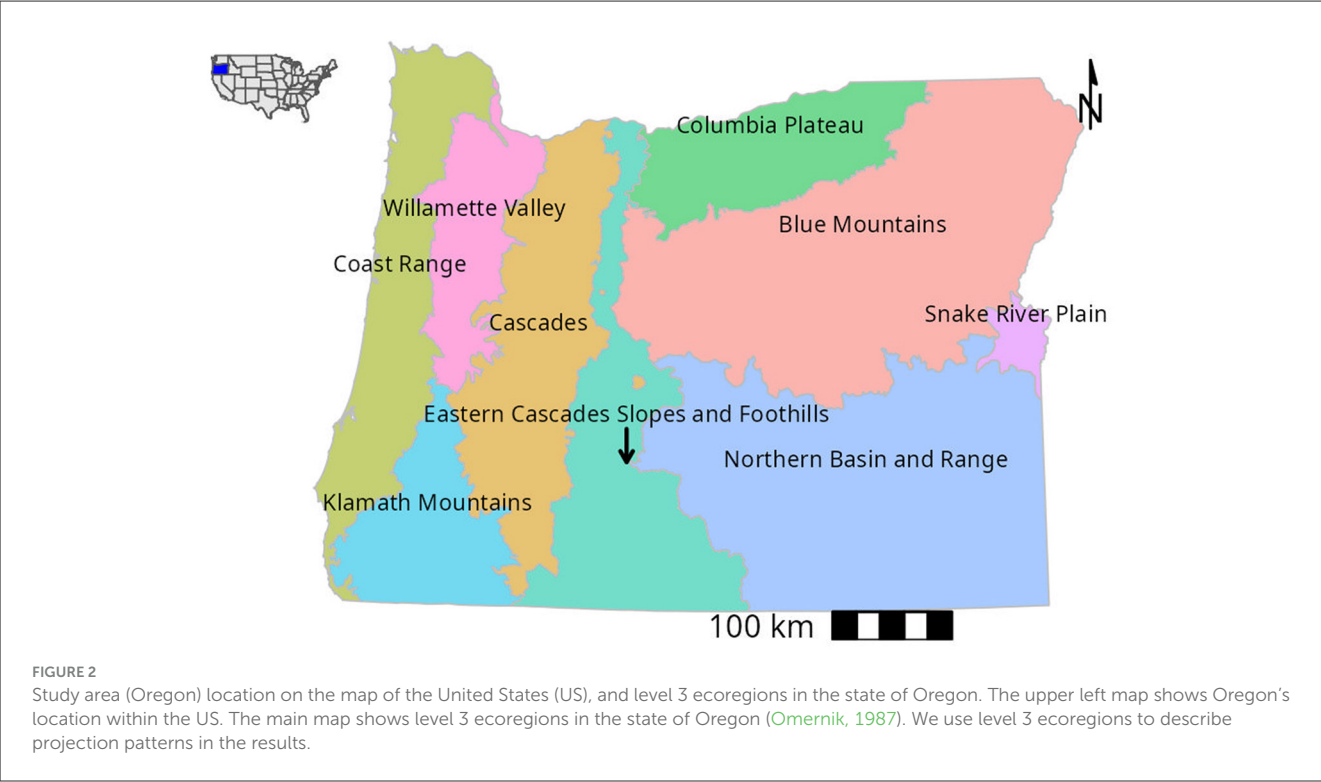 N
Columbia Plateau
Willamette Valley
Blue Mountains
Coast Range
Snake River Plain
Cascades
Eastern Cascades Slopes and Foothills
Northern Basin and Range
Klamath Mountains
100 km
FIGURE 2
Study area (Oregon) location on the map of the United States (US), and level 3 ecoregions in the state of Oregon. The upper left map shows Oregon’s
location within the US. The main map shows level 3 ecoregions in the state of Oregon (Omernik, 1987). We use level 3 ecoregions to describe
projection patterns in the results.